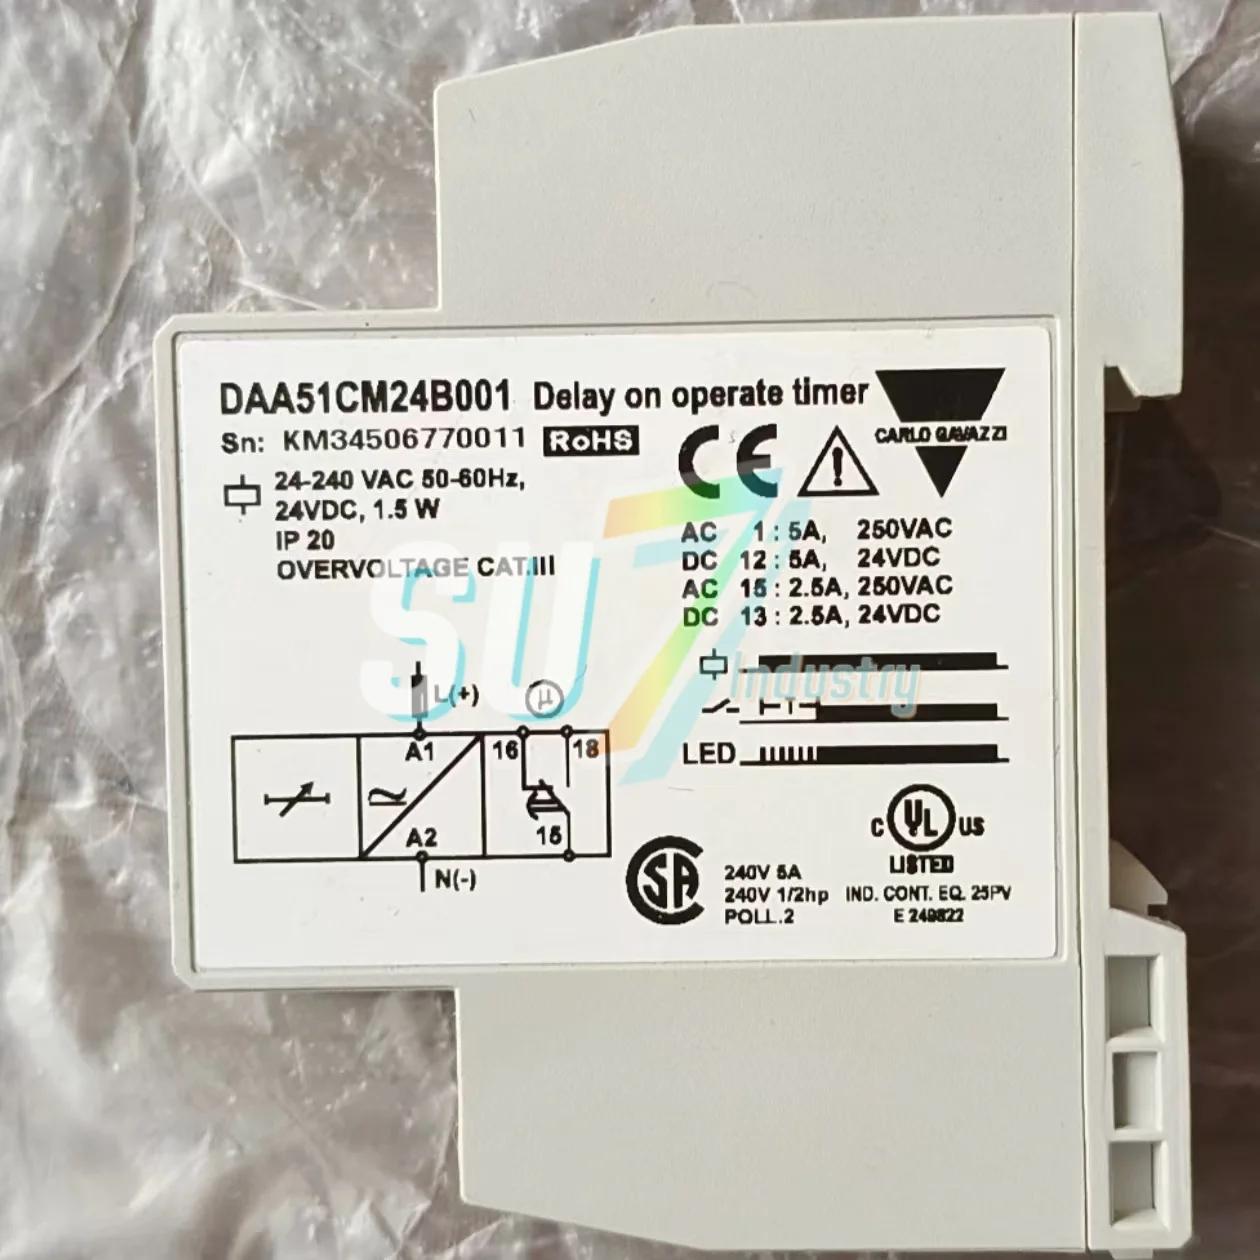 DAA51CM24B001 Delay on operate timer
Sn: KM34506770011 RoHS
CARLO GAVAZZI
24-240 VAC 50-60Hz,
24VDC, 1.5 W
IP 20
OVERVOLTAGE CAT.III
AC 1 : 5A, 250VAC
DC 12 : 5A, 24VDC
AC 15 : 2.5A, 250VAC
DC 13 : 2.5A, 24VDC
SU7
Industry
L(+) µ
A1 16 18
A2 15
N(-)
T
LED
SA
240V 5A
240V 1/2hp
POLL.2
C UL US
LISTED
IND. CONT. EQ. 25PV
E 249822